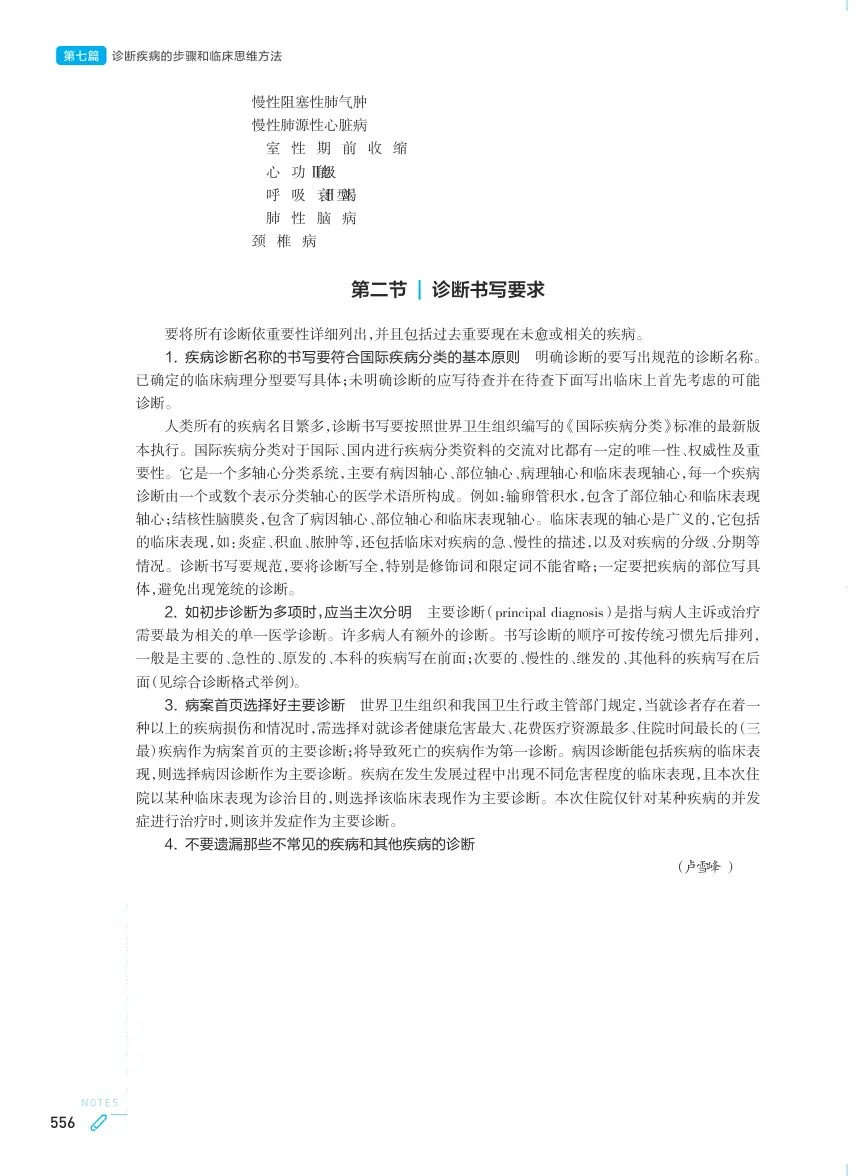 第七篇 诊断疾病的步骤和临床思维方法
慢性阻塞性肺气肿
慢性肺源性心脏病
室性期前收缩
心功能Ⅲ级
呼吸衰竭Ⅱ型
肺性脑病
颈椎病
第二节 | 诊断书写要求
要将所有诊断依重要性详细列出,并且包括过去重要现在未愈或相关的疾病。
1. 疾病诊断名称的书写要符合国际疾病分类的基本原则 明确诊断的要写出规范的诊断名称。
已确定的临床病理分型要写具体;未明确诊断的应写待查并在待查下面写出临床上首先考虑的可能
诊断。
人类所有的疾病名目繁多,诊断书写要按照世界卫生组织编写的《国际疾病分类》标准的最新版
本执行。国际疾病分类对于国际、国内进行疾病分类资料的交流对比都有一定的唯一性、权威性及重
要性。它是一个多轴心分类系统,主要有病因轴心、部位轴心、病理轴心和临床表现轴心,每一个疾病
诊断由一个或数个表示分类轴心的医学术语所构成。例如:输卵管积水,包含了部位轴心和临床表现
轴心;结核性脑膜炎,包含了病因轴心、部位轴心和临床表现轴心。临床表现的轴心是广义的,它包括
的临床表现,如:炎症、积血、脓肿等,还包括临床对疾病的急、慢性的描述,以及对疾病的分级、分期等
情况。诊断书写要规范,要将诊断写全,特别是修饰词和限定词不能省略;一定要把疾病的部位写具
体,避免出现笼统的诊断。
2. 如初步诊断为多项时,应当主次分明 主要诊断(principal diagnosis)是指与病人主诉或治疗
需要最为相关的单一医学诊断。许多病人有额外的诊断。书写诊断的顺序可按传统习惯先后排列,
一般是主要的、急性的、原发的、本科的疾病写在前面;次要的、慢性的、继发的、其他科的疾病写在后
面(见综合诊断格式举例)。
3. 病案首页选择好主要诊断 世界卫生组织和我国卫生行政主管部门规定,当就诊者存在着一
种以上的疾病损伤和情况时,需选择对就诊者健康危害最大、花费医疗资源最多、住院时间最长的(三
最)疾病作为病案首页的主要诊断;将导致死亡的疾病作为第一诊断。病因诊断能包括疾病的临床表
现,则选择病因诊断作为主要诊断。疾病在发生发展过程中出现不同危害程度的临床表现,且本次住
院以某种临床表现为诊治目的,则选择该临床表现作为主要诊断。本次住院仅针对某种疾病的并发
症进行治疗时,则该并发症作为主要诊断。
4. 不要遗漏那些不常见的疾病和其他疾病的诊断
(卢雪峰)
NOTES
556